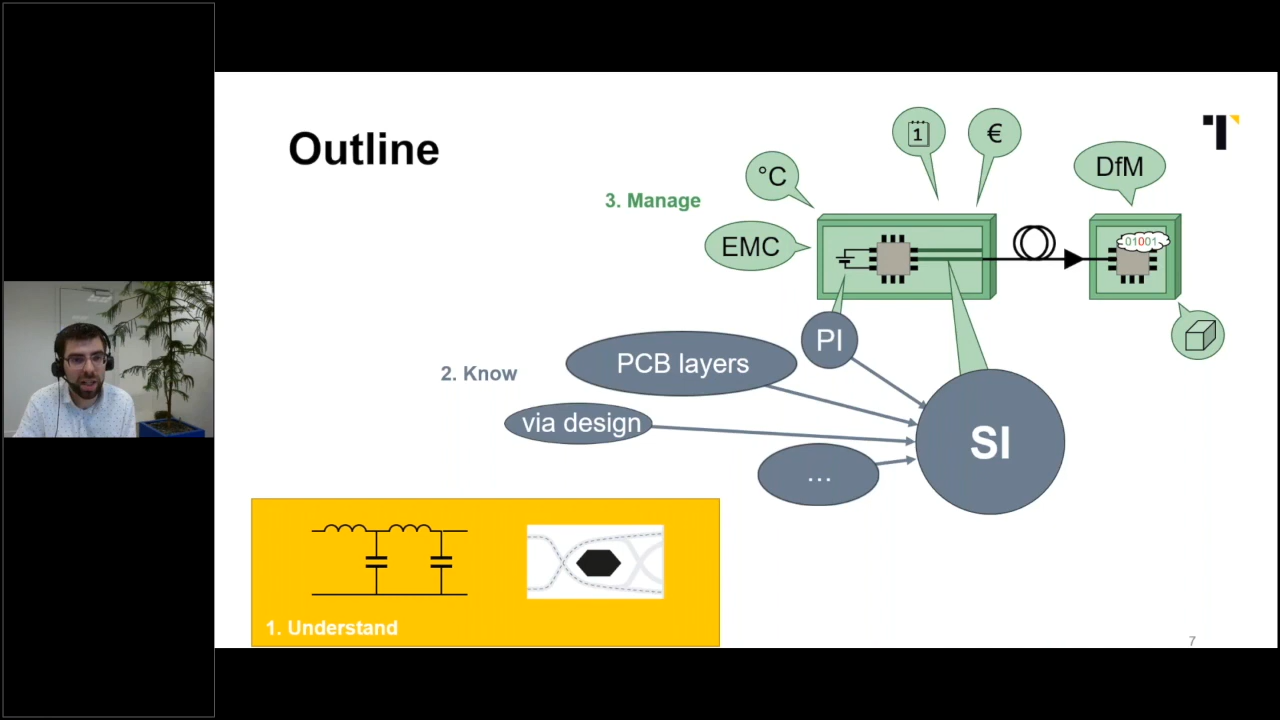 Outline
1
€
DfM
°C
3. Manage
EMC
01001
PI
PCB layers
2. Know
via design
SI
...
1. Understand
7